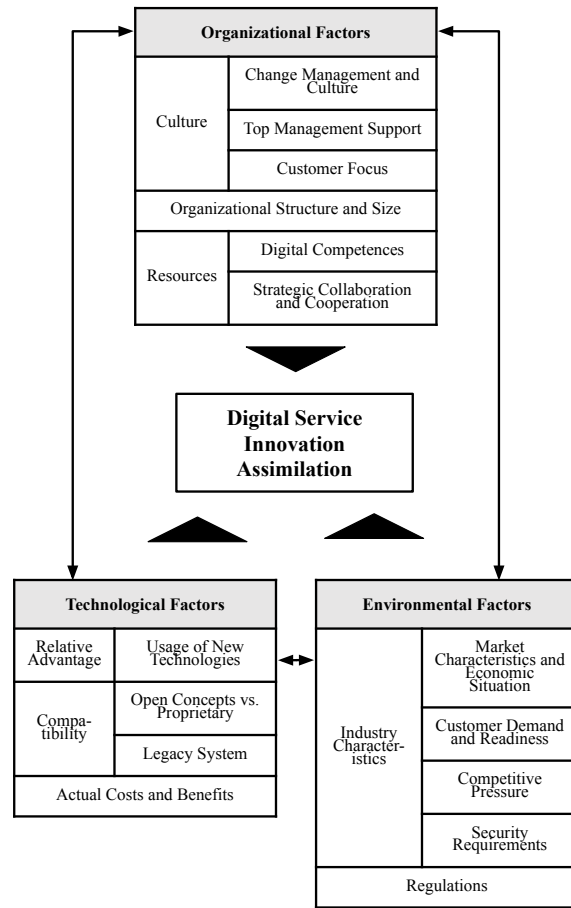 Organizational Factors
Culture
Change Management and
Culture
Top Management Support
Customer Focus
Organizational Structure and Size
Resources
Digital Competences
Strategic Collaboration
and Cooperation
Digital Service
Innovation
Assimilation
Technological Factors
Relative
Advantage
Usage of New
Technologies
Compa-
tibility
Open Concepts vs.
Proprietary
Legacy System
Actual Costs and Benefits
Environmental Factors
Industry
Character-
istics
Market
Characteristics and
Economic
Situation
Customer Demand
and Readiness
Competitive
Pressure
Security
Requirements
Regulations